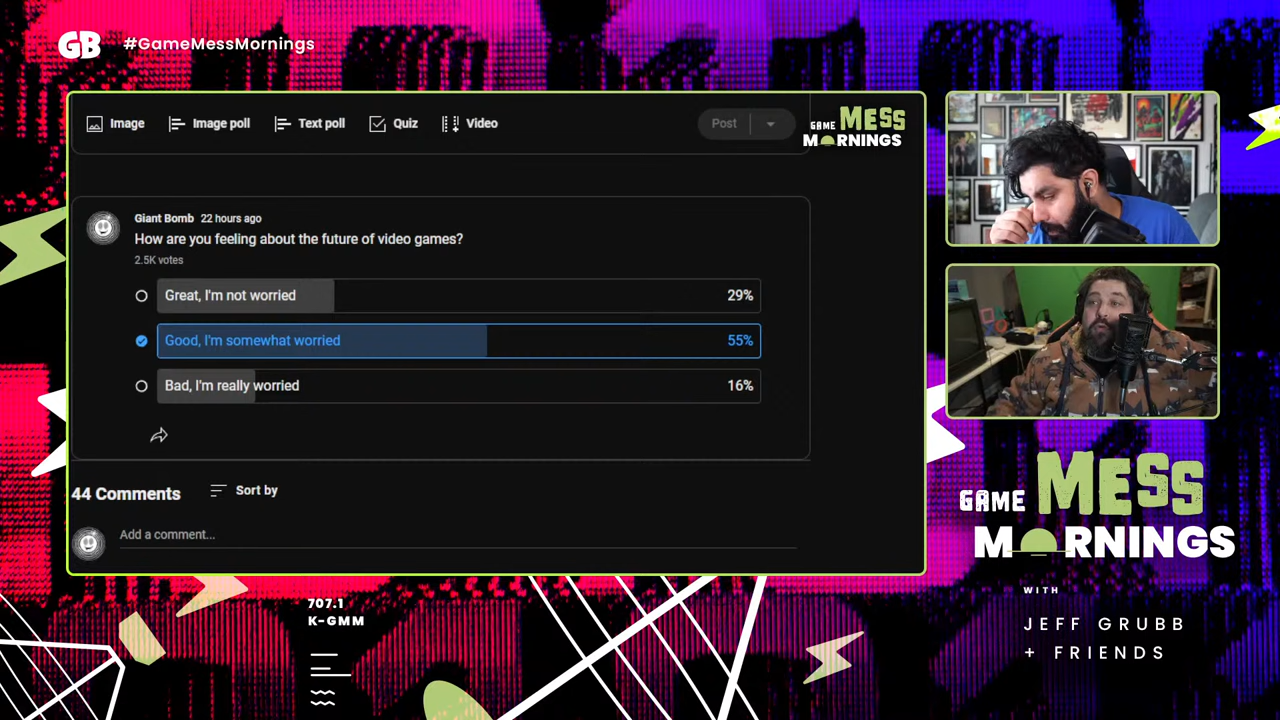 GB #GameMessMornings
Image Image poll Text poll Quiz Video Post
GAME MESS
MORNINGS
Giant Bomb 22 hours ago
How are you feeling about the future of video games?
2.5K votes
Great, I'm not worried 29%
Good, I'm somewhat worried 55%
Bad, I'm really worried 16%
44 Comments Sort by
Add a comment...
GAME MESS
MORNINGS
WITH
JEFF GRUBB
+ FRIENDS
707.1
K-GMM